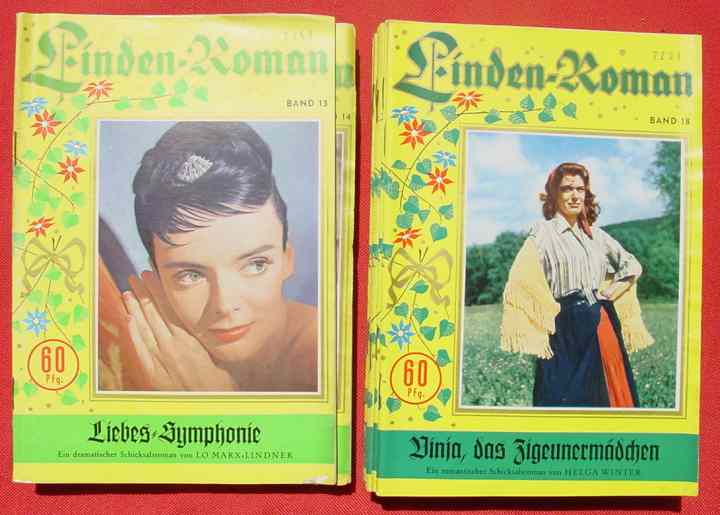 Linden-Roman
BAND 13
14
60
Pfg.
Liebes-Symphonie
Ein dramatischer Schicksalsroman von LO MARX-LINDNER
Linden-Roman
BAND 18
60
Pfg.
Vinja, das Zigeunermädchen
Ein romantischer Schicksalsroman von HELGA WINTER